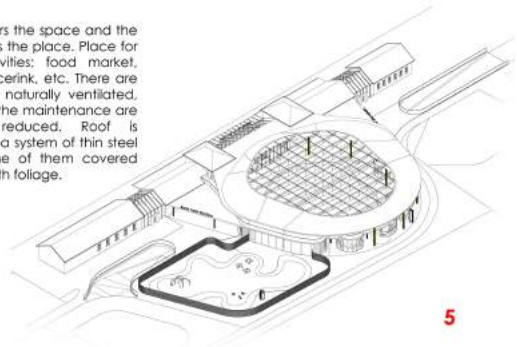 rs the space and the
s the place. Place for
vities: food market,
cerink, etc. There are
naturally ventilated,
the maintenance are
reduced. Roof is
a system of thin steel
ne of them covered
th foliage.
5